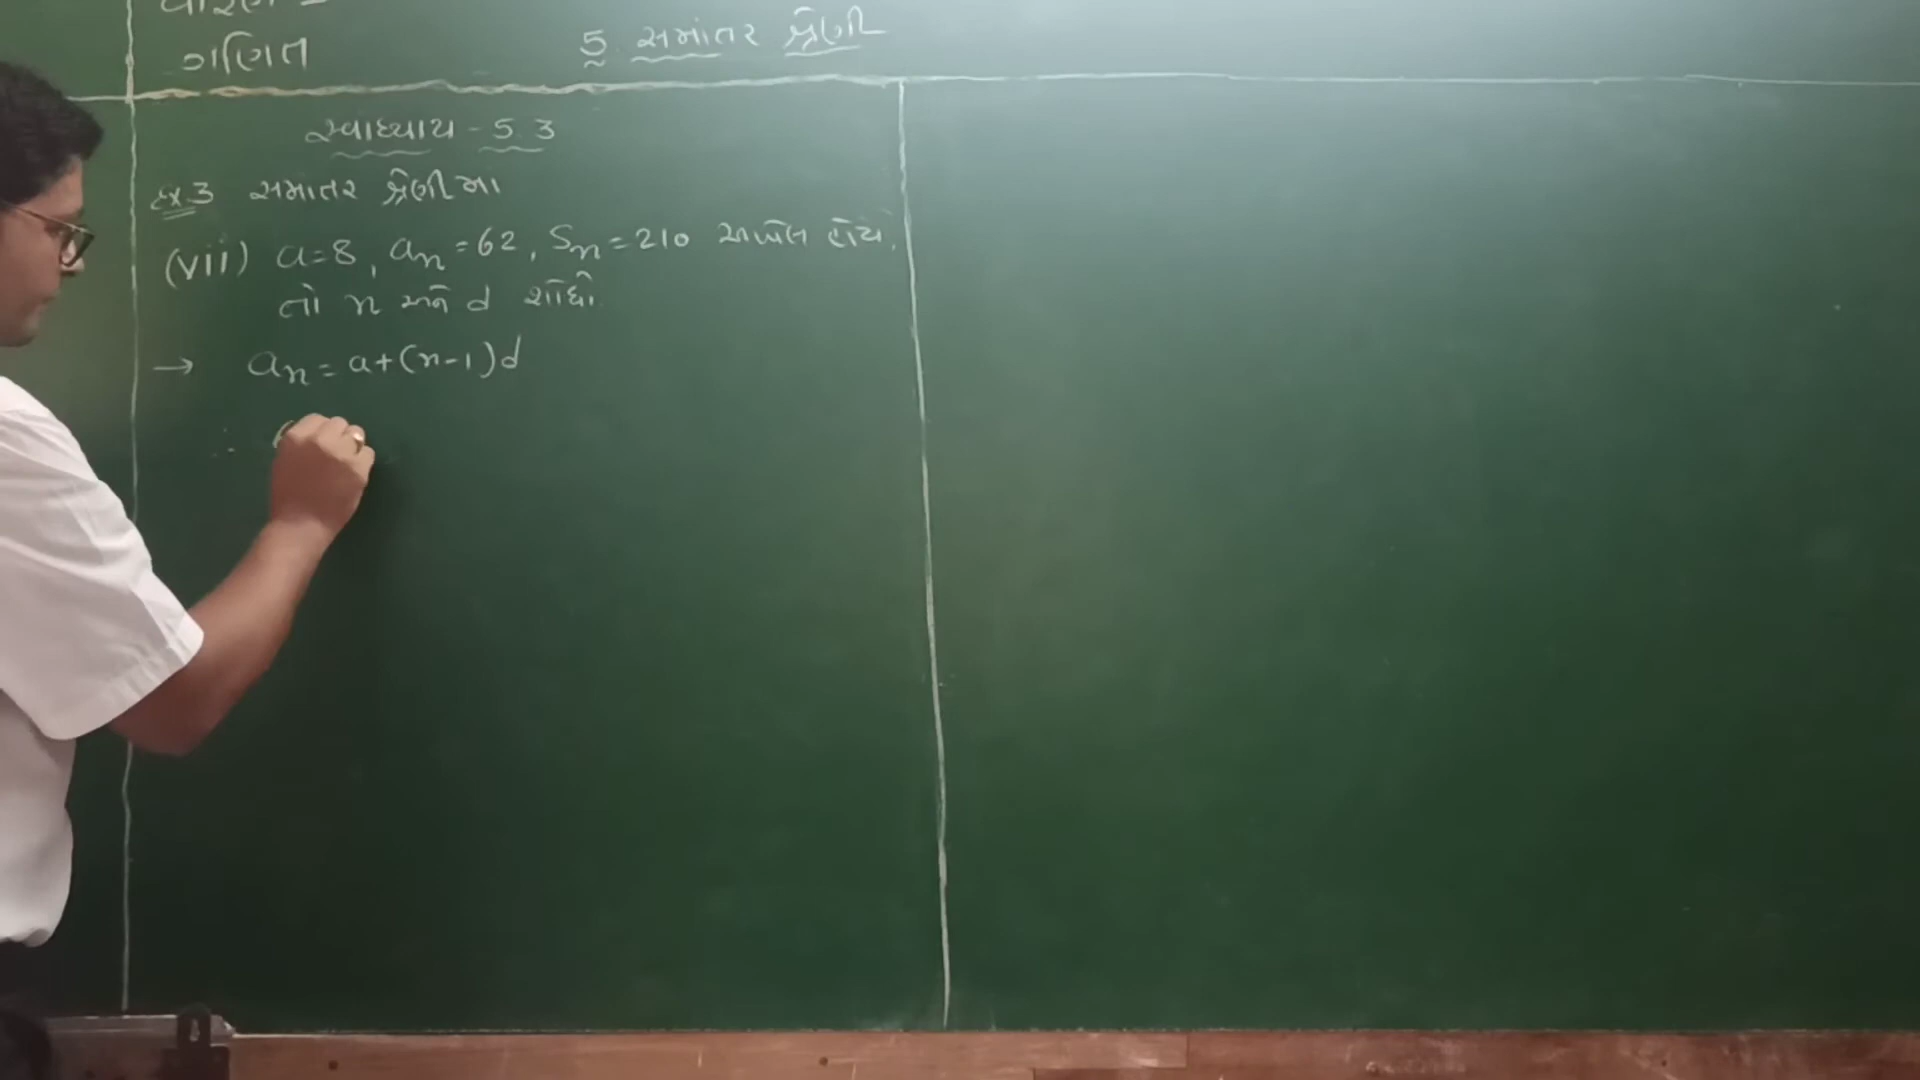 ગણિત
5. સમાંતર શ્રેણી
સ્વાધ્યાય - 5.3
Ex.3 સમાતર શ્રેણીમા
(vii) a=8, an=62, Sn=210 આપેલ હોય,
તો n અને d શોધો.
→ an=a+(n-1)d
∴